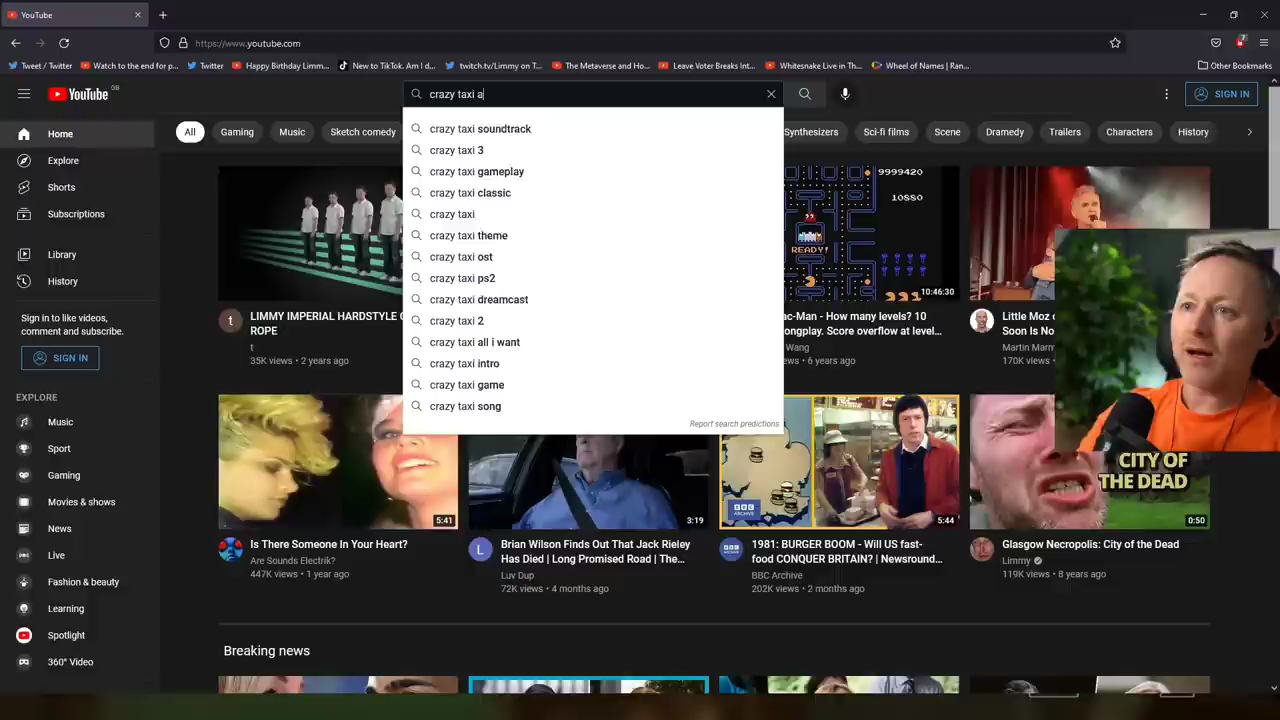 YouTube
https://www.youtube.com
Tweet / Twitter
Watch to the end for p...
Twitter
Happy Birthday Limm...
New to TikTok. Am I d...
twitch.tv/Limmy on T...
The Metaverse and Ho...
Leave Voter Breaks Int...
Whitesnake Live in Th...
Wheel of Names | Ran...
Other Bookmarks
YouTube GB
crazy taxi a
SIGN IN
All
Gaming
Music
Sketch comedy
Synthesizers
Sci-fi films
Scene
Dramedy
Trailers
Characters
History
Home
Explore
Shorts
Subscriptions
Library
History
Sign in to like videos,
comment and subscribe.
SIGN IN
EXPLORE
Music
Sport
Gaming
Movies & shows
News
Live
Fashion & beauty
Learning
Spotlight
360° Video
crazy taxi soundtrack
crazy taxi 3
crazy taxi gameplay
crazy taxi classic
crazy taxi
crazy taxi theme
crazy taxi ost
crazy taxi ps2
crazy taxi dreamcast
crazy taxi 2
crazy taxi all i want
crazy taxi intro
crazy taxi game
crazy taxi song
Report search predictions
t
LIMMY IMPERIAL HARDSTYLE
ROPE
t
35K views • 2 years ago
9999420
10880
READY!
10:46:30
ac-Man - How many levels? 10
ongplay. Score overflow at level...
Wang
ews • 6 years ago
Little Moz
Soon Is No
Martin Marm
170K views
5:41
Is There Someone In Your Heart?
Are Sounds Electrik?
447K views • 1 year ago
3:19
L
Brian Wilson Finds Out That Jack Rieley
Has Died | Long Promised Road | The...
Luv Dup
72K views • 4 months ago
BBC
ARCHIVE
5:44
1981: BURGER BOOM - Will US fast-
food CONQUER BRITAIN? | Newsround...
BBC Archive
202K views • 2 months ago
CITY OF
THE DEAD
0:50
Glasgow Necropolis: City of the Dead
Limmy
119K views • 8 years ago
Breaking news